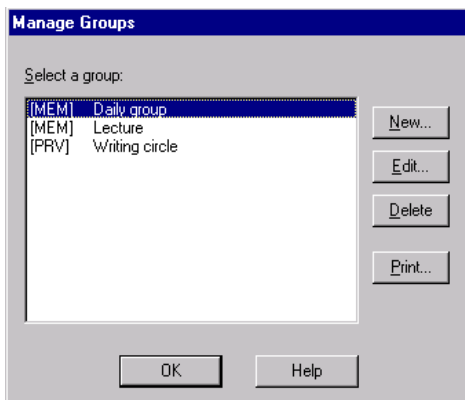 Manage Groups
Select a group:
[MEM] Daily group
[MEM] Lecture
[PRV] Writing circle
New...
Edit...
Delete
Print...
OK
Help